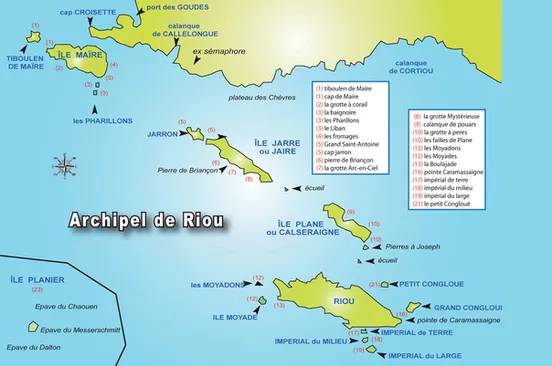 port des GOUDES
cap CROISETTE
calanque
de CALLELONGUE
ex sémaphore
(1)
ÎLE MAÏRE
TIBOULEN
DE MAÏRE
(1)
(2)
(4)
(3)
(3)
les PHARILLONS
calanque
de CORTIOU
plateau des Chèvres
(1) tiboulen de Maïre
(1) cap de Maïre
(2) la grotte à corail
(3) la baignoire
(3) les Pharillons
(3) le Liban
(4) les fromages
(5) Grand Saint-Antoine
(5) cap jarron
(6) pierre de Briançon
(7) la grotte Arc-en-Ciel
(8) la grotte Mystérieuse
(9) calanque de pouars
(10) la grotte à peres
(10) les failles de Plane
(12) les Moyadons
(12) les Moyades
(13) la Boulajade
(16) pointe Caramassaigne
(17) impérial de terre
(18) impérial du milieu
(19) impérial du large
(21) le petit Congloué
(5)
JARRON
(5)
ÎLE JARRE
ou JAIRE
(6)
Pierre de Briançon
(7)
(8)
écueil
Archipel de Riou
ÎLE PLANE
ou CALSERAIGNE
(9)
(10)
(10)
Pierres à Joseph
écueil
ÎLE PLANIER
(23)
Epave du Chaouen
Epave du Messerschmitt
Epave du Dalton
les MOYADONS
(12)
(12)
ILE MOYADE
(13)
RIOU
(21)
PETIT CONGLOUE
GRAND CONGLOUI
(16)
pointe de Caramassaigne
(17)
IMPERIAL de TERRE
IMPERIAL du MILIEU
(18)
(19)
IMPERIAL du LARGE